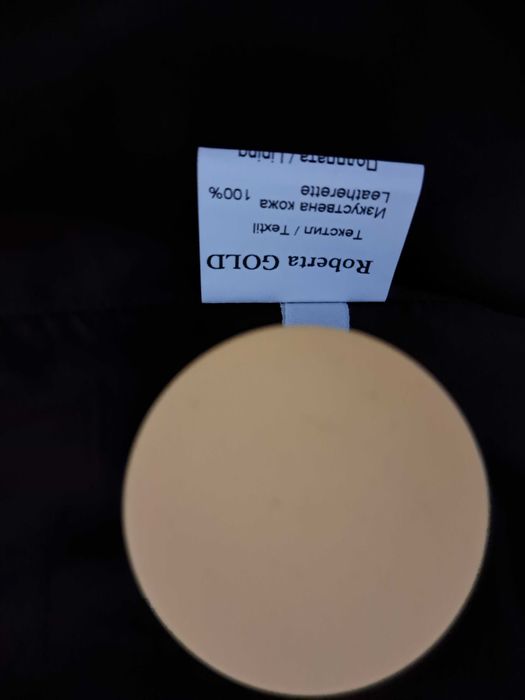 Roberta GOLD
Текстил / Textil
Изкуствена кожа 100%
Leatherette
Подплата / Lining